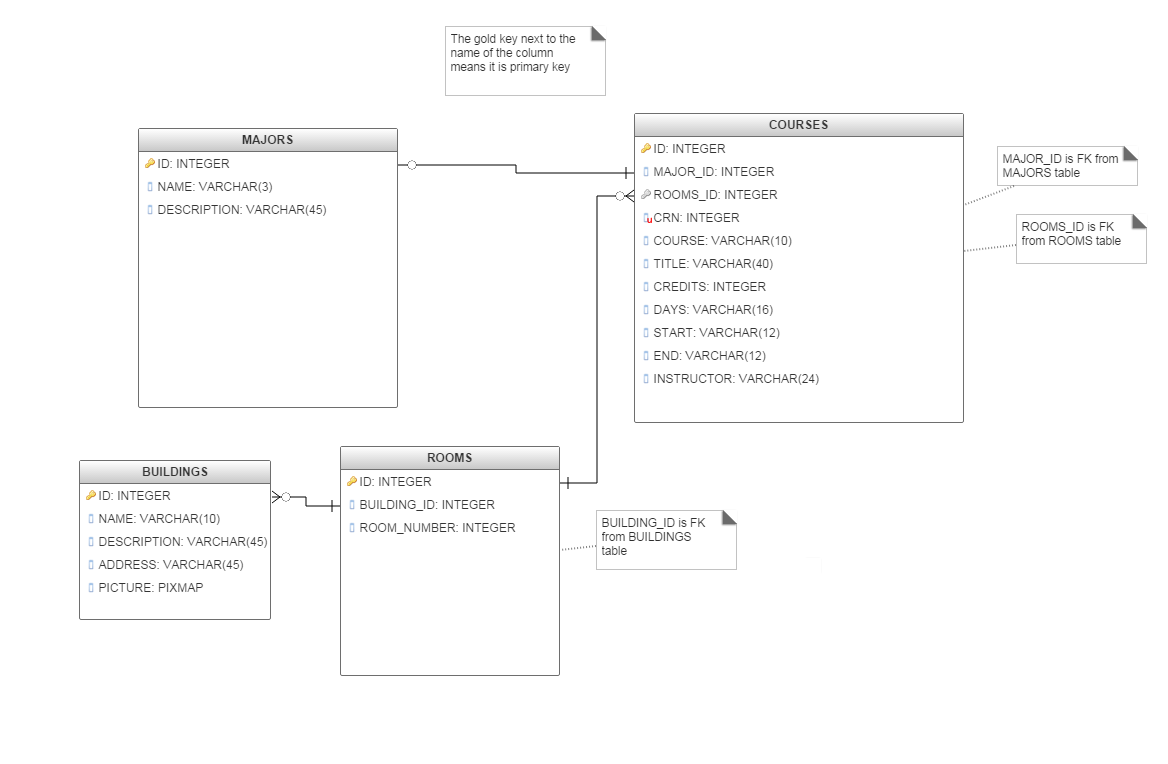 The gold key next to the
name of the column
means it is primary key
MAJORS
ID: INTEGER
NAME: VARCHAR(3)
DESCRIPTION: VARCHAR(45)
COURSES
ID: INTEGER
MAJOR_ID: INTEGER
ROOMS_ID: INTEGER
CRN: INTEGER
COURSE: VARCHAR(10)
TITLE: VARCHAR(40)
CREDITS: INTEGER
DAYS: VARCHAR(16)
START: VARCHAR(12)
END: VARCHAR(12)
INSTRUCTOR: VARCHAR(24)
MAJOR_ID is FK from
MAJORS table
ROOMS_ID is FK
from ROOMS table
BUILDINGS
ID: INTEGER
NAME: VARCHAR(10)
DESCRIPTION: VARCHAR(45)
ADDRESS: VARCHAR(45)
PICTURE: PIXMAP
ROOMS
ID: INTEGER
BUILDING_ID: INTEGER
ROOM_NUMBER: INTEGER
BUILDING_ID is FK
from BUILDINGS
table